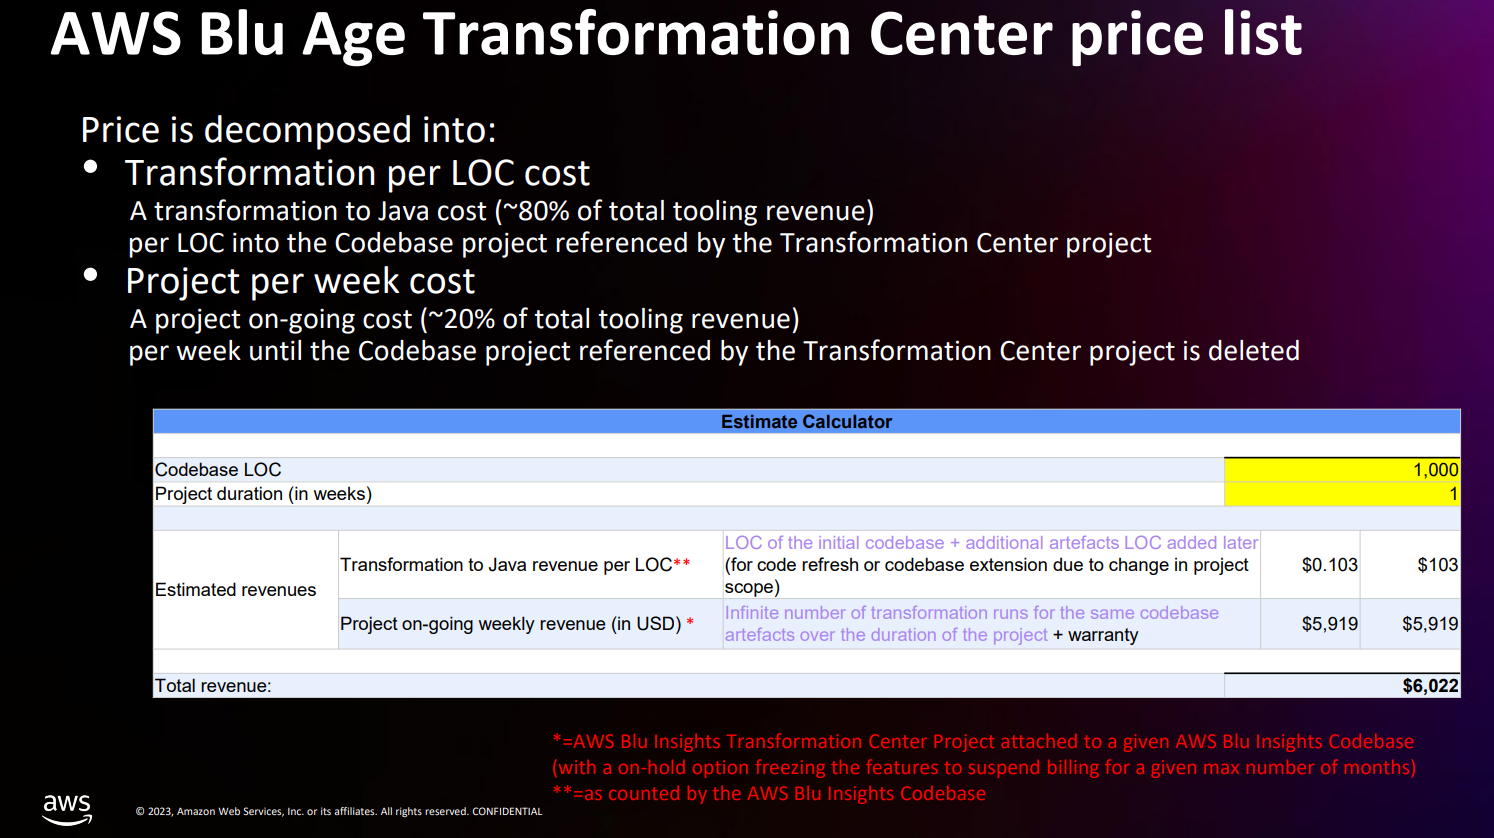 AWS Blu Age Transformation Center price list
Price is decomposed into:
• Transformation per LOC cost
A transformation to Java cost (~80% of total tooling revenue)
per LOC into the Codebase project referenced by the Transformation Center project
• Project per week cost
A project on-going cost (~20% of total tooling revenue)
per week until the Codebase project referenced by the Transformation Center project is deleted
Estimate Calculator
Codebase LOC 1,000
Project duration (in weeks) 1
Estimated revenues
Transformation to Java revenue per LOC**
LOC of the initial codebase + additional artefacts LOC added later
(for code refresh or codebase extension due to change in project
scope)
$0.103 $103
Project on-going weekly revenue (in USD) *
Infinite number of transformation runs for the same codebase
artefacts over the duration of the project + warranty
$5,919 $5,919
Total revenue: $6,022
*=AWS Blu Insights Transformation Center Project attached to a given AWS Blu Insights Codebase
(with a on-hold option freezing the features to suspend billing for a given max number of months)
**=as counted by the AWS Blu Insights Codebase
aws
© 2023, Amazon Web Services, Inc. or its affiliates. All rights reserved. CONFIDENTIAL